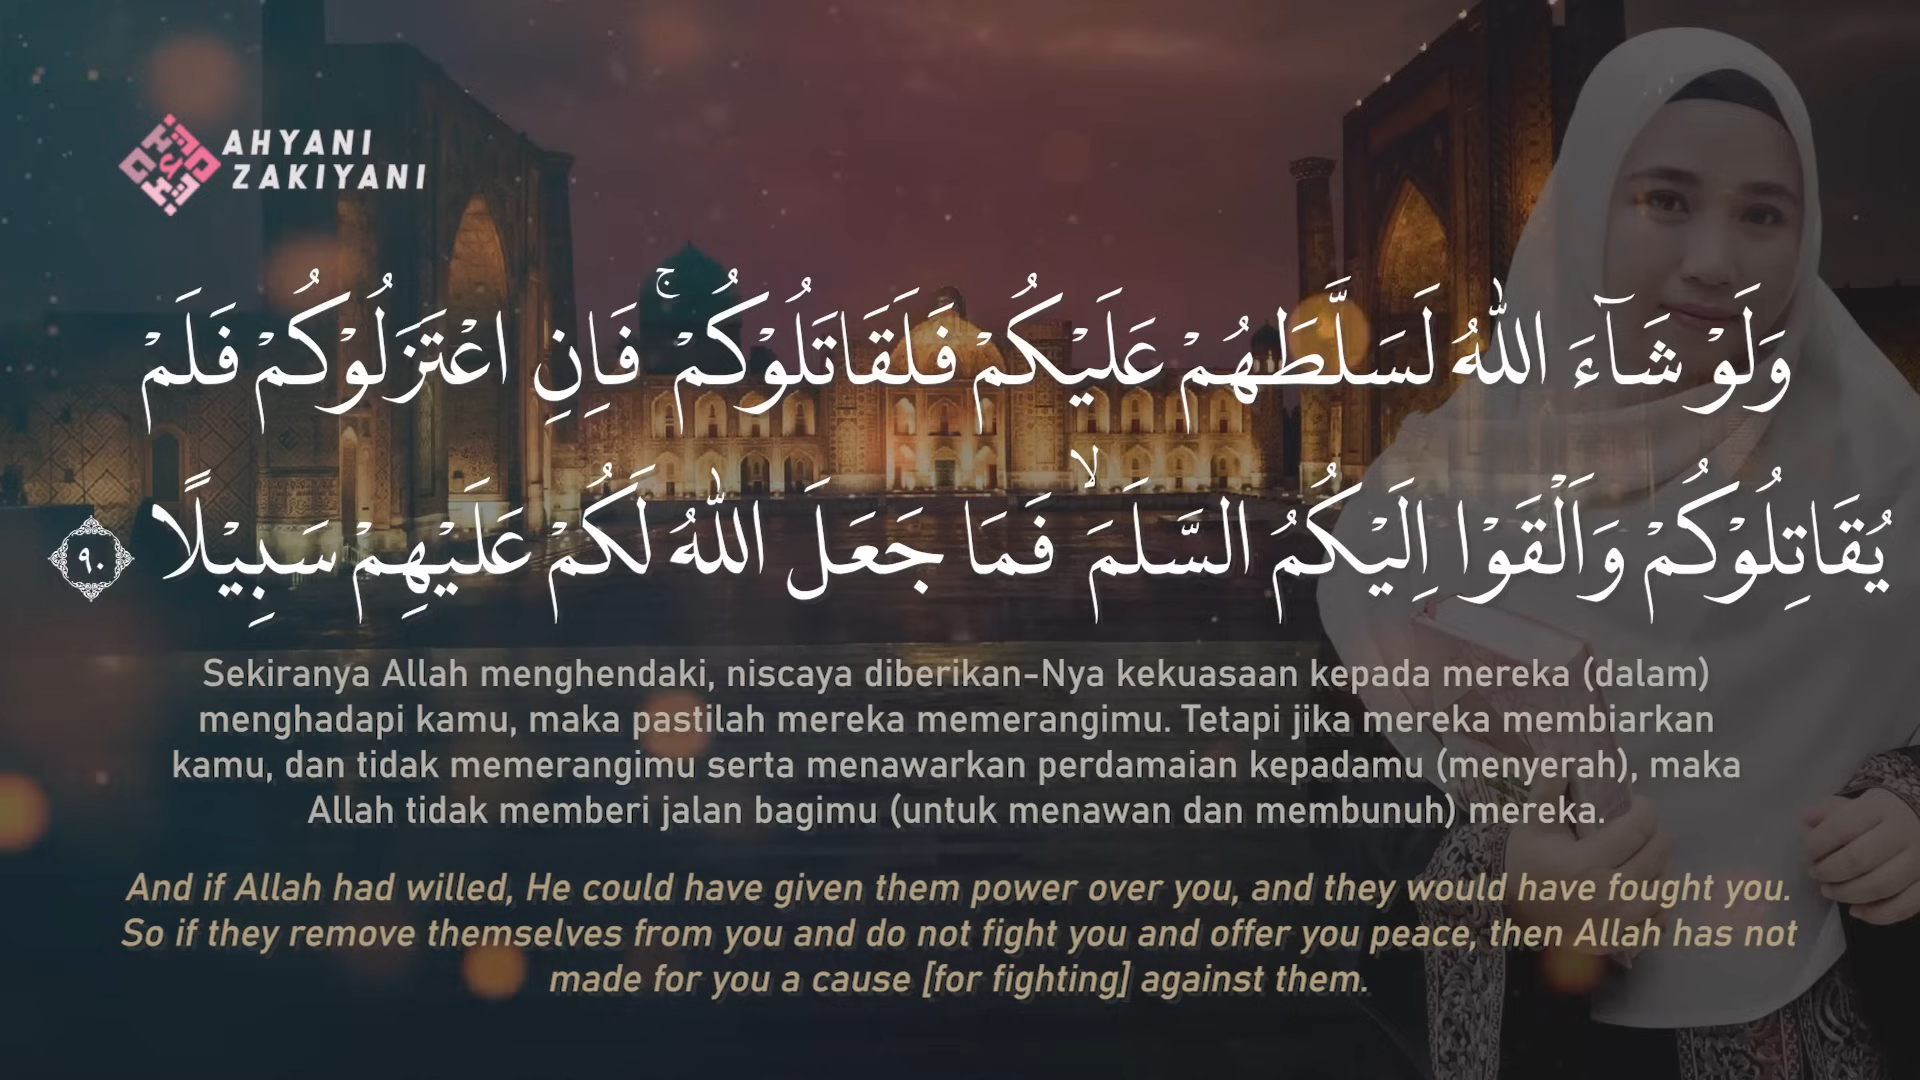 AHYANI
ZAKIYANI
وَلَوْ شَاۤءَ اللّٰهُ لَسَلَّطَهُمْ عَلَيْكُمْ فَلَقَاتَلُوْكُمْ ۚ فَاِنِ اعْتَزَلُوْكُمْ فَلَمْ
يُقَاتِلُوْكُمْ وَاَلْقَوْا اِلَيْكُمُ السَّلَمَ ۙ فَمَا جَعَلَ اللّٰهُ لَكُمْ عَلَيْهِمْ سَبِيْلًا ٩٠
Sekiranya Allah menghendaki, niscaya diberikan-Nya kekuasaan kepada mereka (dalam)
menghadapi kamu, maka pastilah mereka memerangimu. Tetapi jika mereka membiarkan
kamu, dan tidak memerangimu serta menawarkan perdamaian kepadamu (menyerah), maka
Allah tidak memberi jalan bagimu (untuk menawan dan membunuh) mereka.
And if Allah had willed, He could have given them power over you, and they would have fought you.
So if they remove themselves from you and do not fight you and offer you peace, then Allah has not
made for you a cause [for fighting] against them.